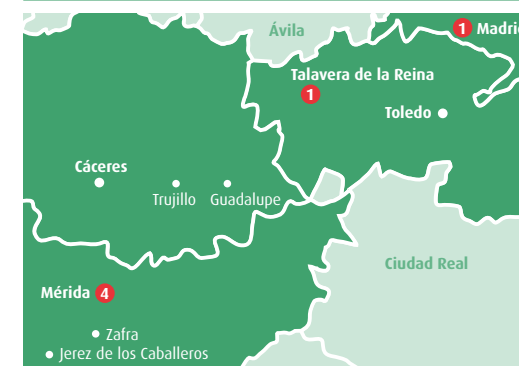 Ávila
1 Madri
Talavera de la Reina
1
Toledo
Cáceres
Trujillo
Guadalupe
Ciudad Real
Mérida 4
Zafra
Jerez de los Caballeros